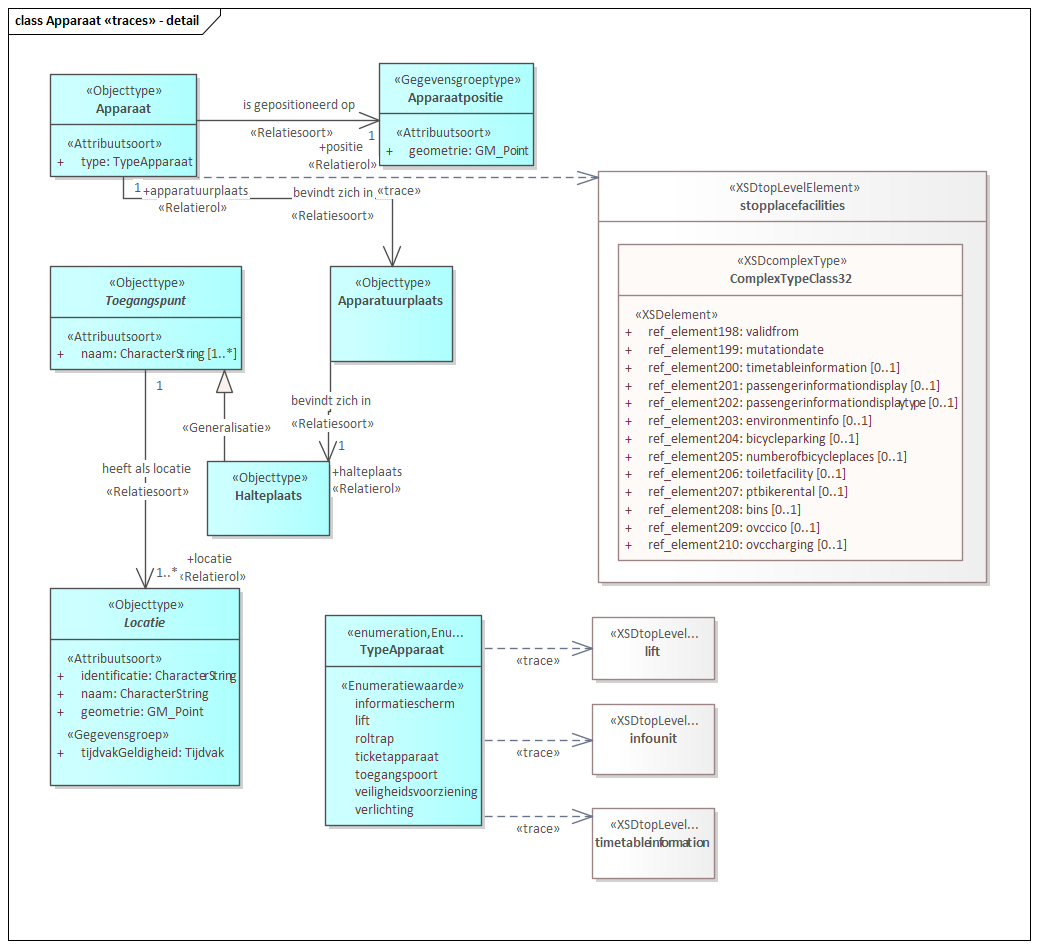 class Apparaat «traces» - detail
«Objecttype»
Apparaat
«Attribuutsoort»
+ type: TypeApparaat
is gepositioneerd op
«Relatiesoort»
1
+positie
«Relatierol»
«Gegevensgroeptype»
Apparaatpositie
«Attribuutsoort»
+ geometrie: GM_Point
1
+apparatuurplaats
«Relatierol»
bevindt zich in
«Relatiesoort»
«trace»
«XSDtopLevelElement»
stopplacefacilities
«XSDcomplexType»
ComplexTypeClass32
«XSDelement»
+ ref_element198: validfrom
+ ref_element199: mutationdate
+ ref_element200: timetableinformation [0..1]
+ ref_element201: passengerinformationdisplay [0..1]
+ ref_element202: passengerinformationdisplaytype [0..1]
+ ref_element203: environmentinfo [0..1]
+ ref_element204: bicycleparking [0..1]
+ ref_element205: numberofbicycleplaces [0..1]
+ ref_element206: toiletfacility [0..1]
+ ref_element207: ptbikerental [0..1]
+ ref_element208: bins [0..1]
+ ref_element209: ovccico [0..1]
+ ref_element210: ovccharging [0..1]
«Objecttype»
Toegangspunt
«Attribuutsoort»
+ naam: CharacterString [1..*]
«Objecttype»
Apparatuurplaats
1
«Generalisatie»
bevindt zich in
«Relatiesoort»
1
+halteplaats
«Relatierol»
heeft als locatie
«Relatiesoort»
«Objecttype»
Halteplaats
+locatie
1..*
«Relatierol»
«Objecttype»
Locatie
«Attribuutsoort»
+ identificatie: CharacterString
+ naam: CharacterString
+ geometrie: GM_Point
«Gegevensgroep»
+ tijdvakGeldigheid: Tijdvak
«enumeration,Enu...
TypeApparaat
«Enumeratiewaarde»
informatiescherm
lift
roltrap
ticketapparaat
toegangspoort
veiligheidsvoorziening
verlichting
«trace»
«XSDtopLevel...
lift
«trace»
«XSDtopLevel...
infounit
«trace»
«XSDtopLevel...
timetableinformation